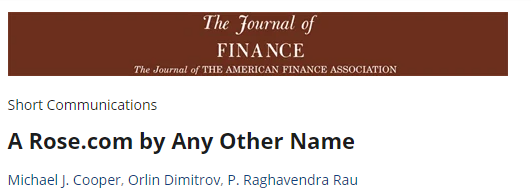 The Journal of
FINANCE
The Journal of THE AMERICAN FINANCE ASSOCIATION
Short Communications
A Rose.com by Any Other Name
Michael J. Cooper, Orlin Dimitrov, P. Raghavendra Rau